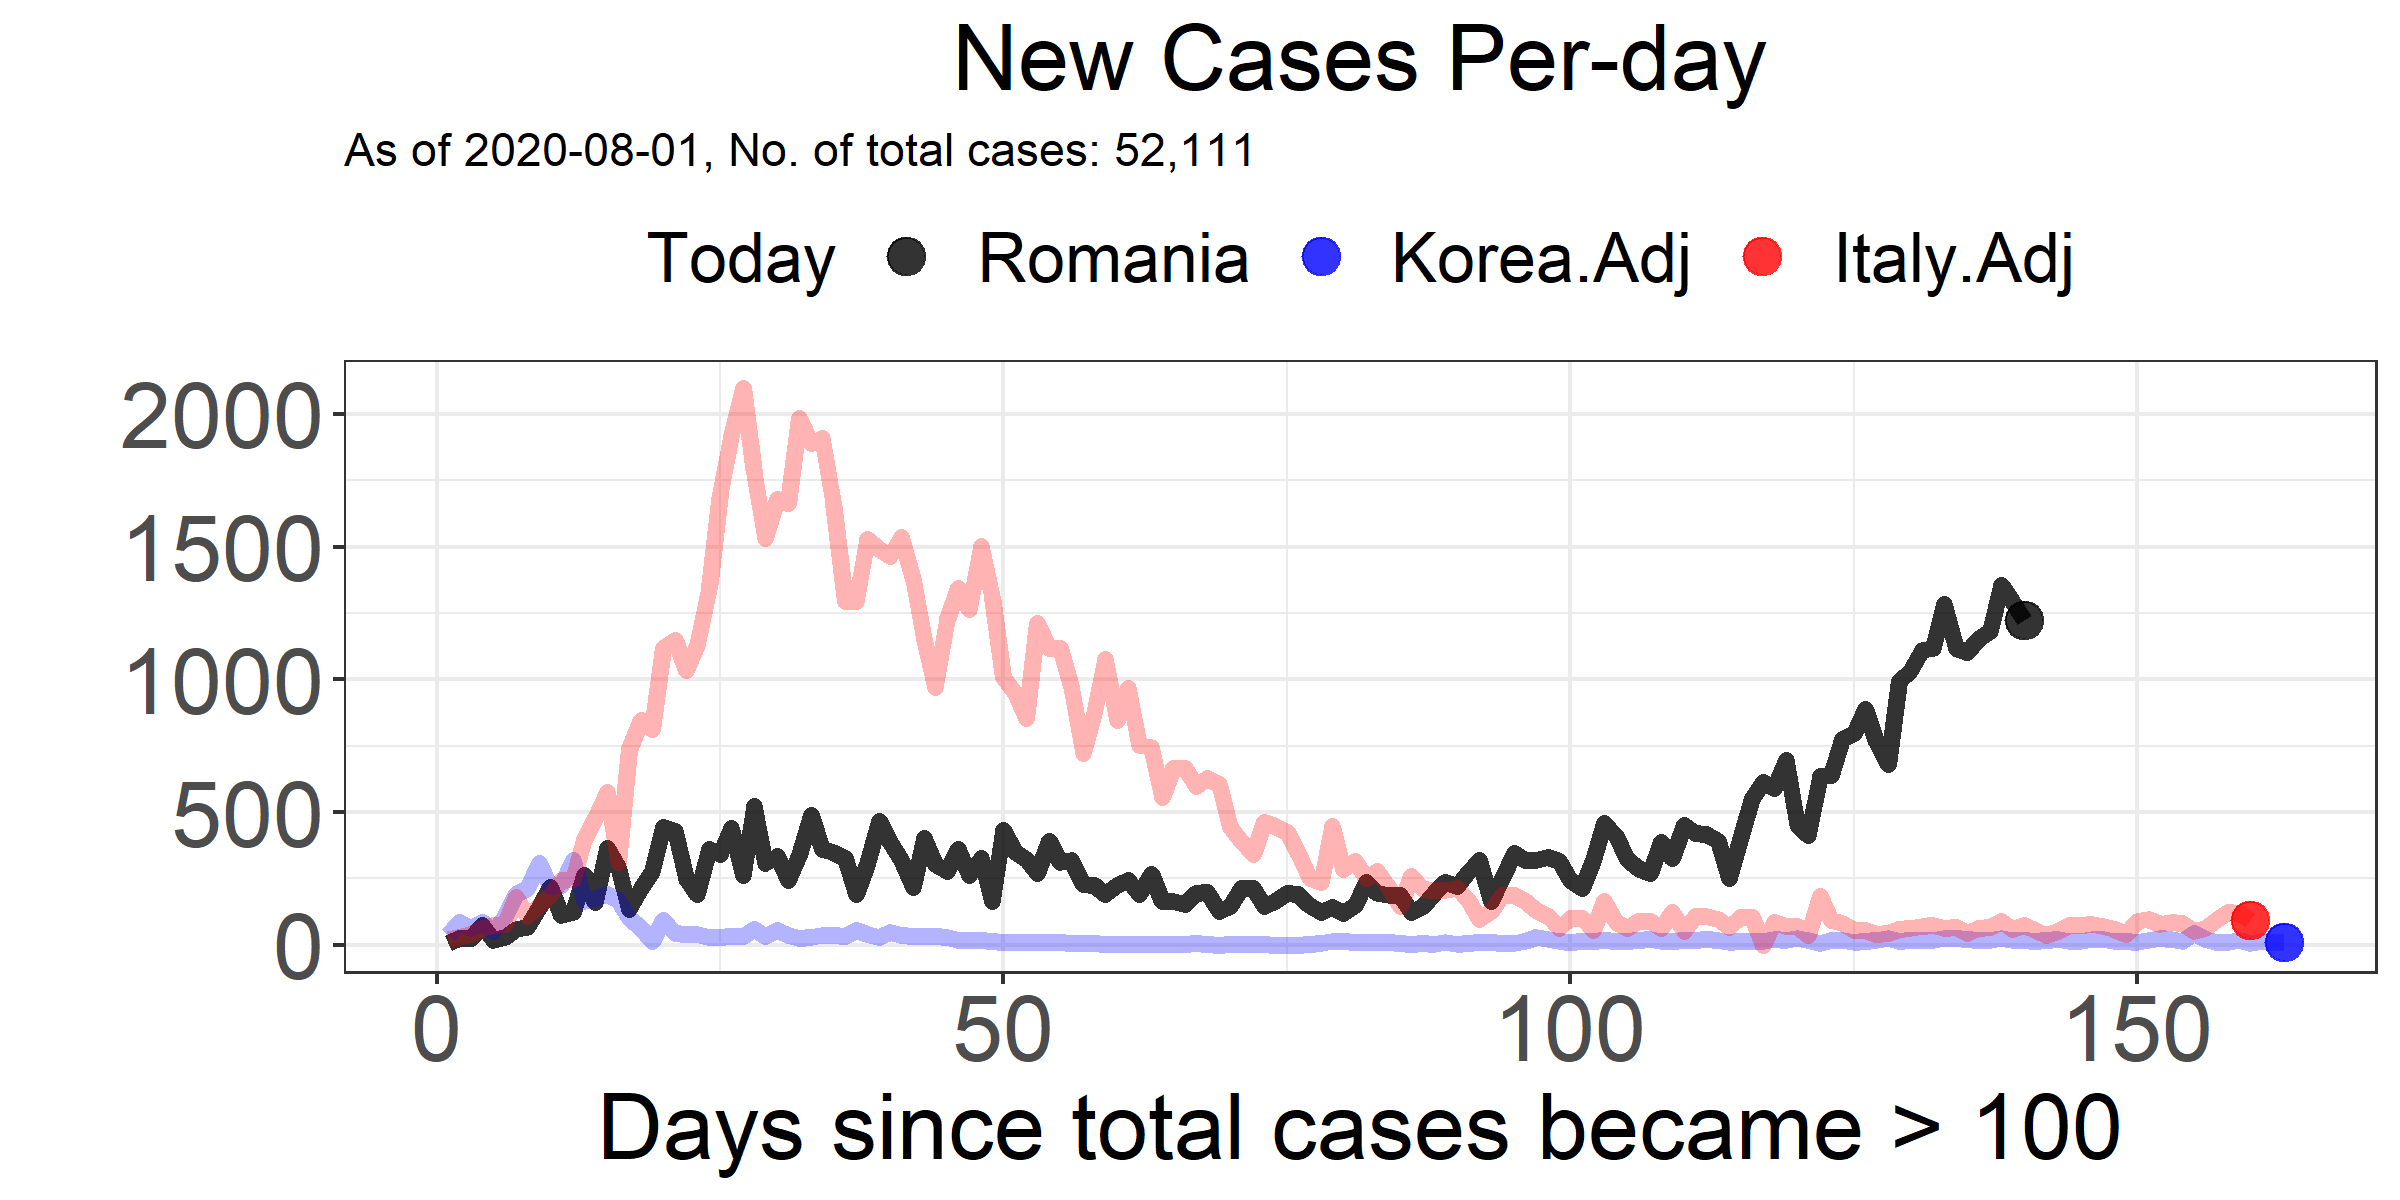 New Cases Per-day
As of 2020-08-01, No. of total cases: 52,111
Today Romania Korea.Adj Italy.Adj
2000
1500
1000
500
0
0 50 100 150
Days since total cases became > 100